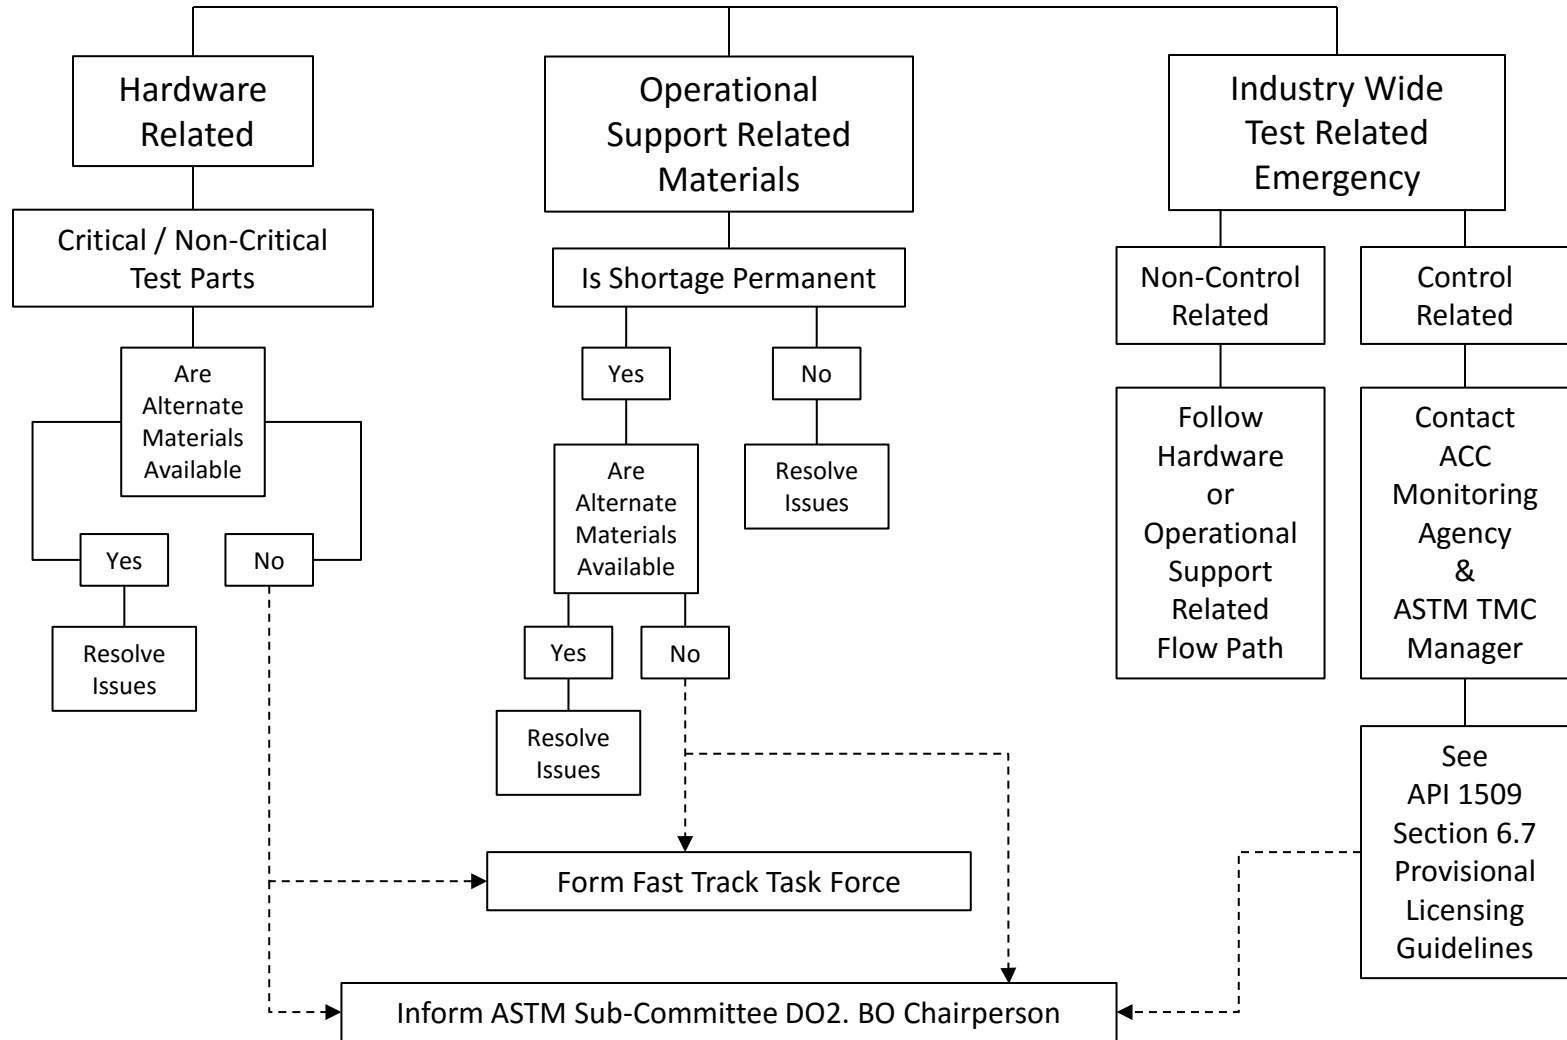 Hardware
Related
Operational
Support Related
Materials
Industry Wide
Test Related
Emergency
Critical / Non-Critical
Test Parts
Is Shortage Permanent
Non-Control
Related
Control
Related
Are
Alternate
Materials
Available
Yes
No
Follow
Hardware
or
Operational
Support
Related
Flow Path
Contact
ACC
Monitoring
Agency
&
ASTM TMC
Manager
Are
Alternate
Materials
Available
Resolve
Issues
Yes
No
Resolve
Issues
Yes
No
Resolve
Issues
See
API 1509
Section 6.7
Provisional
Licensing
Guidelines
Form Fast Track Task Force
Inform ASTM Sub-Committee DO2. BO Chairperson